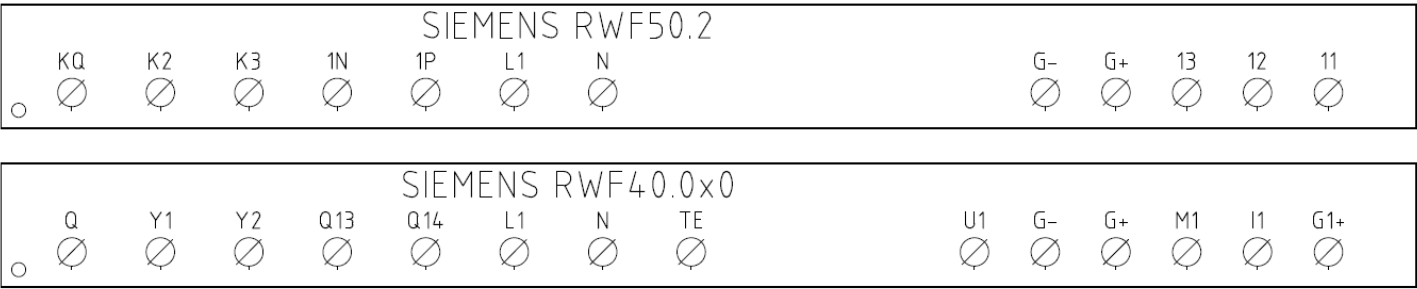 SIEMENS RWF50.2
KQ K2 K3 1N 1P L1 N G- G+ 13 12 11
SIEMENS RWF40.0x0
Q Y1 Y2 Q13 Q14 L1 N TE U1 G- G+ M1 I1 G1+